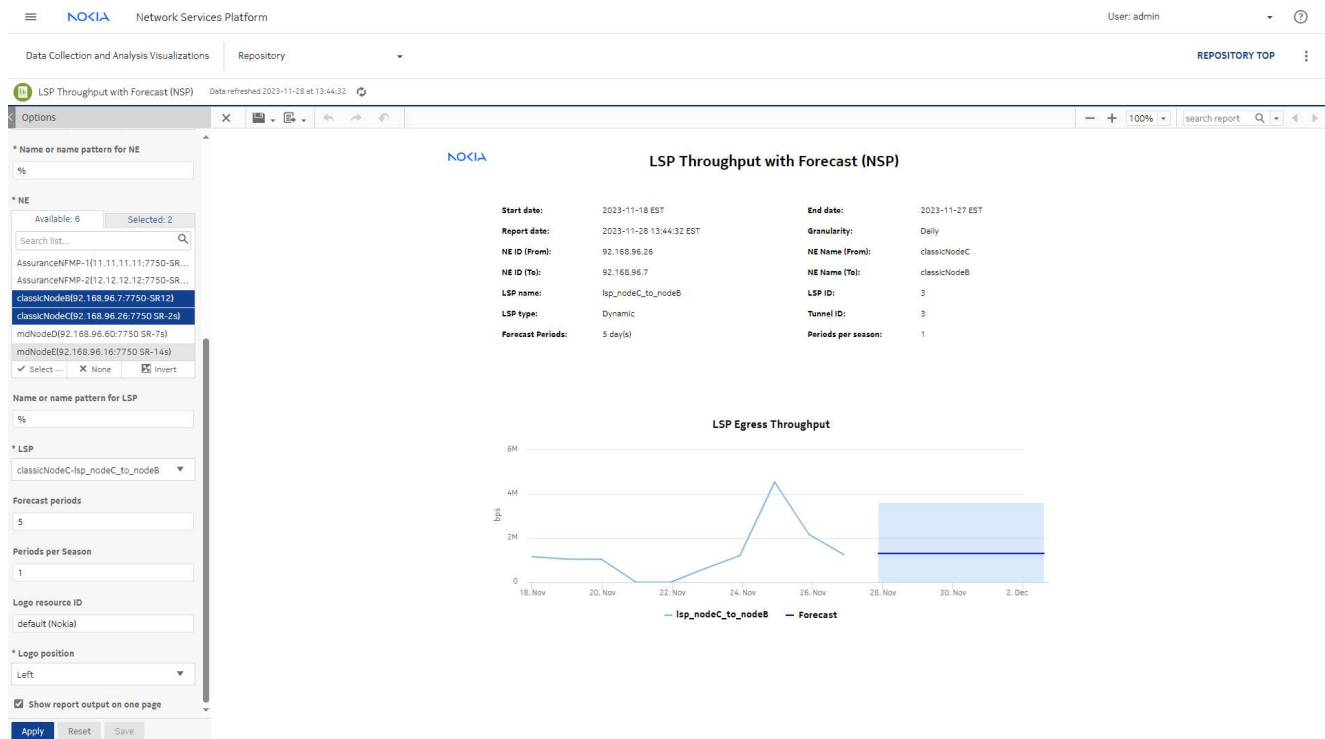 NOKIA Network Services Platform User: admin
Data Collection and Analysis Visualizations Repository REPOSITORY TOP
LSP Throughput with Forecast (NSP) Data refreshed 2023-11-28 at 13:44:32
Options 100% search report
* Name or name pattern for NE
%
* NE
Available: 6 Selected: 2
Search list...
AssuranceNFMP-1(11.11.11.11:7750-SR...
AssuranceNFMP-2(12.12.12.12:7750-SR...
classicNodeB(92.168.96.7:7750-SR12)
classicNodeC(92.168.96.26:7750 SR-2s)
mdNodeD(92.168.96.60:7750 SR-7s)
mdNodeE(92.168.96.16:7750 SR-14s)
Select ... None Invert
Name or name pattern for LSP
%
* LSP
classicNodeC-lsp_nodeC_to_nodeB
Forecast periods
5
Periods per Season
1
Logo resource ID
default (Nokia)
* Logo position
Left
Show report output on one page
Apply Reset Save
NOKIA LSP Throughput with Forecast (NSP)
Start date: 2023-11-18 EST End date: 2023-11-27 EST
Report date: 2023-11-28 13:44:32 EST Granularity: Daily
NE ID (From): 92.168.96.26 NE Name (From): classicNodeC
NE ID (To): 92.168.96.7 NE Name (To): classicNodeB
LSP name: lsp_nodeC_to_nodeB LSP ID: 3
LSP type: Dynamic Tunnel ID: 3
Forecast Periods: 5 day(s) Periods per season: 1
LSP Egress Throughput
6M
4M
bps
2M
0
18. Nov 20. Nov 22. Nov 24. Nov 26. Nov 28. Nov 30. Nov 2. Dec
lsp_nodeC_to_nodeB Forecast